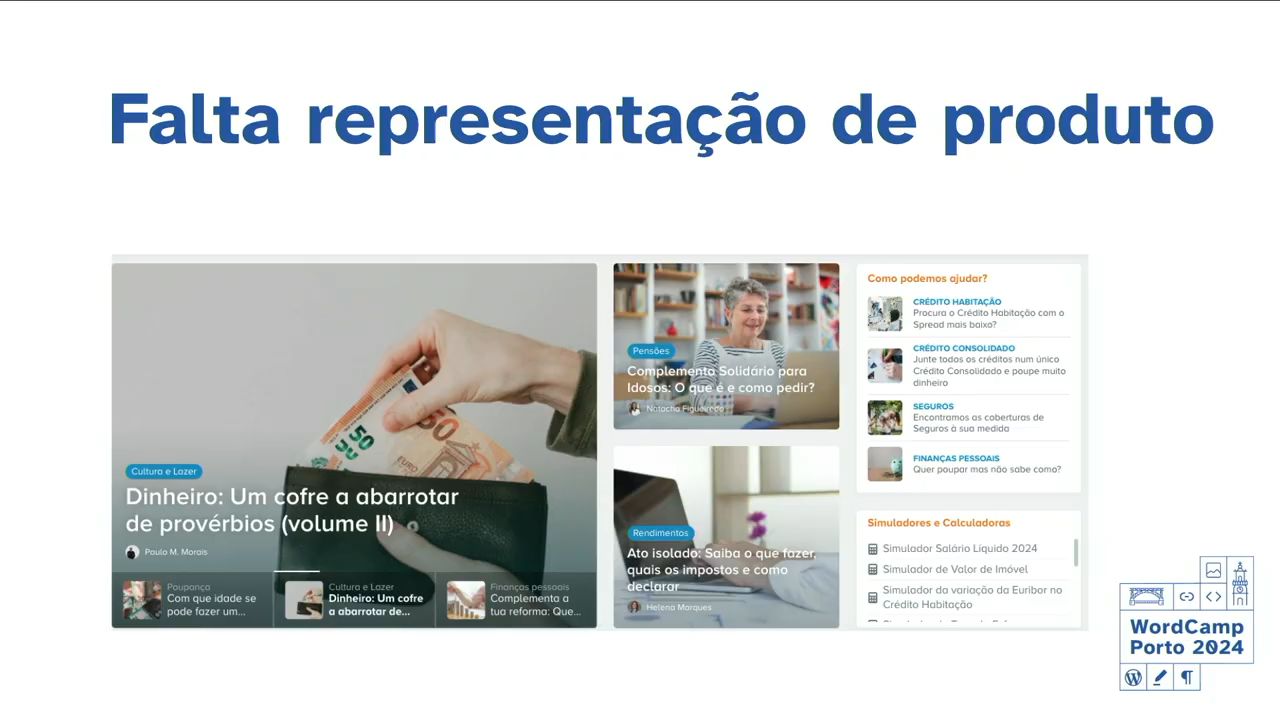 Falta representação de produto
Cultura e Lazer
Dinheiro: Um cofre a abarrotar
de provérbios (volume II)
Paulo M. Morais
Poupança
Com que idade se
pode fazer um...
Cultura e Lazer
Dinheiro: Um cofre
a abarrotar de...
Finanças pessoais
Complemento a
tua reforma: Que...
Pensões
Complemento Solidário para
Idosos: O que é e como pedir?
Natacha Figueiredo
Rendimentos
Ato isolado: Saiba o que fazer,
quais os impostos e como
declarar
Helena Marques
Como podemos ajudar?
CRÉDITO HABITAÇÃO
Procura o Crédito Habitação com o
Spread mais baixo?
CRÉDITO CONSOLIDADO
Junte todos os créditos num único
Crédito Consolidado e poupe muito
dinheiro
SEGUROS
Encontramos as coberturas de
Seguros à sua medida
FINANÇAS PESSOAIS
Quer poupar mas não sabe como?
Simuladores e Calculadoras
Simulador Salário Líquido 2024
Simulador de Valor de Imóvel
Simulador da variação da Euribor no
Crédito Habitação
50
50
EURO
WordCamp
Porto 2024